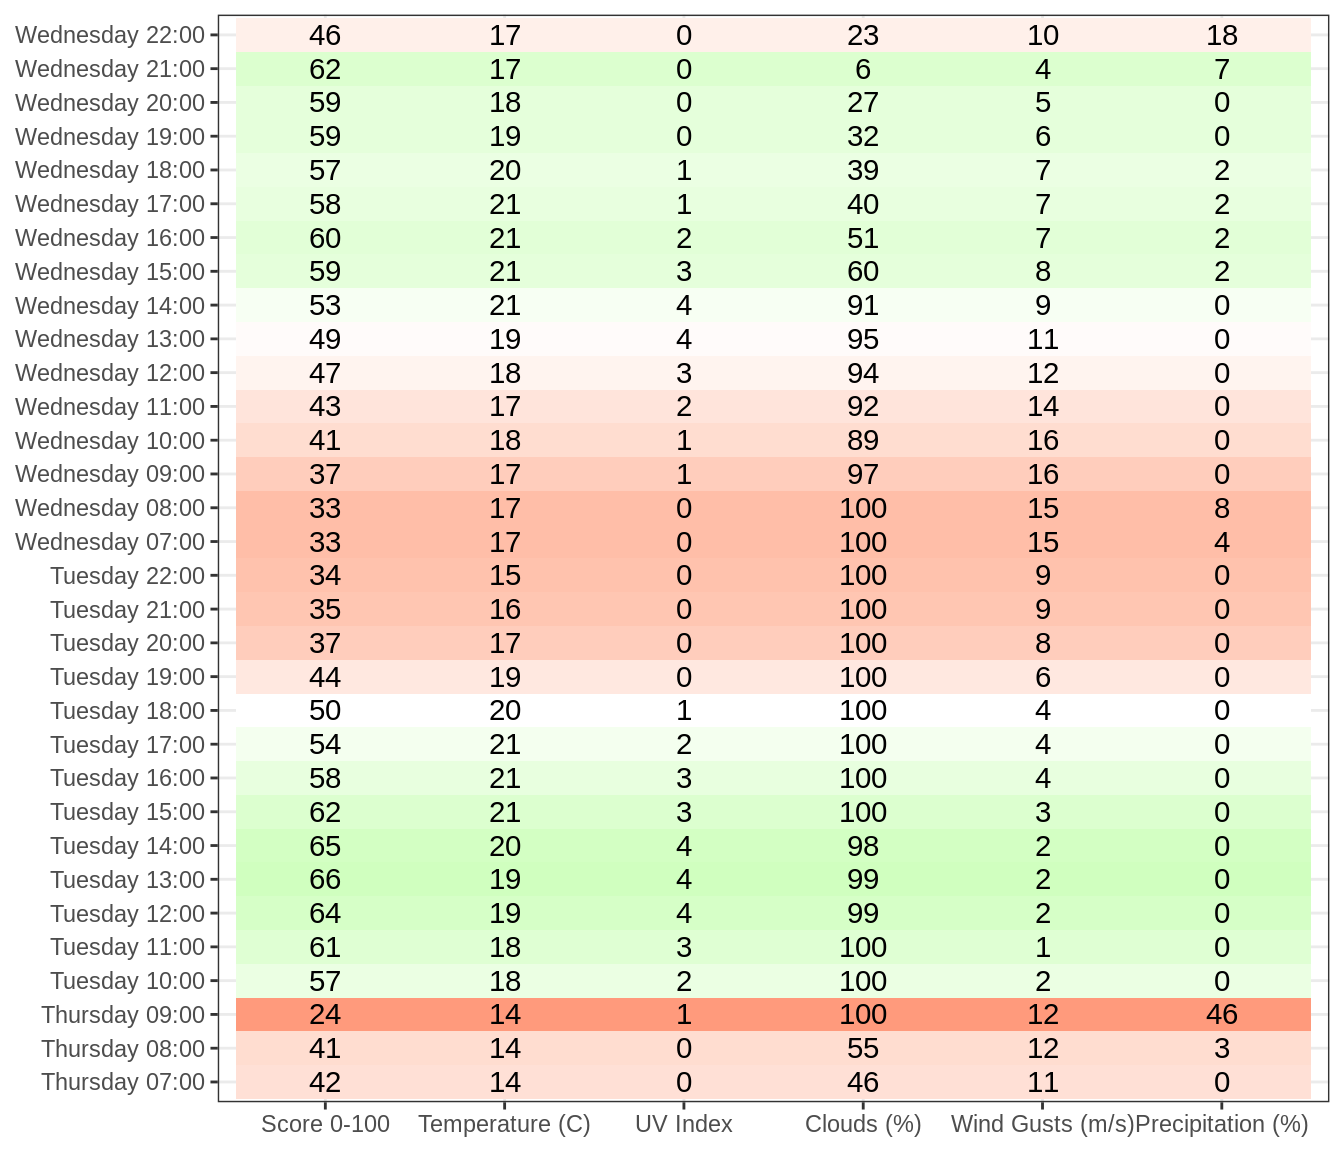 Wednesday 22:00 46 17 0 23 10 18
Wednesday 21:00 62 17 0 6 4 7
Wednesday 20:00 59 18 0 27 5 0
Wednesday 19:00 59 19 0 32 6 0
Wednesday 18:00 57 20 1 39 7 2
Wednesday 17:00 58 21 1 40 7 2
Wednesday 16:00 60 21 2 51 7 2
Wednesday 15:00 59 21 3 60 8 2
Wednesday 14:00 53 21 4 91 9 0
Wednesday 13:00 49 19 4 95 11 0
Wednesday 12:00 47 18 3 94 12 0
Wednesday 11:00 43 17 2 92 14 0
Wednesday 10:00 41 18 1 89 16 0
Wednesday 09:00 37 17 1 97 16 0
Wednesday 08:00 33 17 0 100 15 8
Wednesday 07:00 33 17 0 100 15 4
Tuesday 22:00 34 15 0 100 9 0
Tuesday 21:00 35 16 0 100 9 0
Tuesday 20:00 37 17 0 100 8 0
Tuesday 19:00 44 19 0 100 6 0
Tuesday 18:00 50 20 1 100 4 0
Tuesday 17:00 54 21 2 100 4 0
Tuesday 16:00 58 21 3 100 4 0
Tuesday 15:00 62 21 3 100 3 0
Tuesday 14:00 65 20 4 98 2 0
Tuesday 13:00 66 19 4 99 2 0
Tuesday 12:00 64 19 4 99 2 0
Tuesday 11:00 61 18 3 100 1 0
Tuesday 10:00 57 18 2 100 2 0
Thursday 09:00 24 14 1 100 12 46
Thursday 08:00 41 14 0 55 12 3
Thursday 07:00 42 14 0 46 11 0
Score 0-100 Temperature (C) UV Index Clouds (%) Wind Gusts (m/s) Precipitation (%)